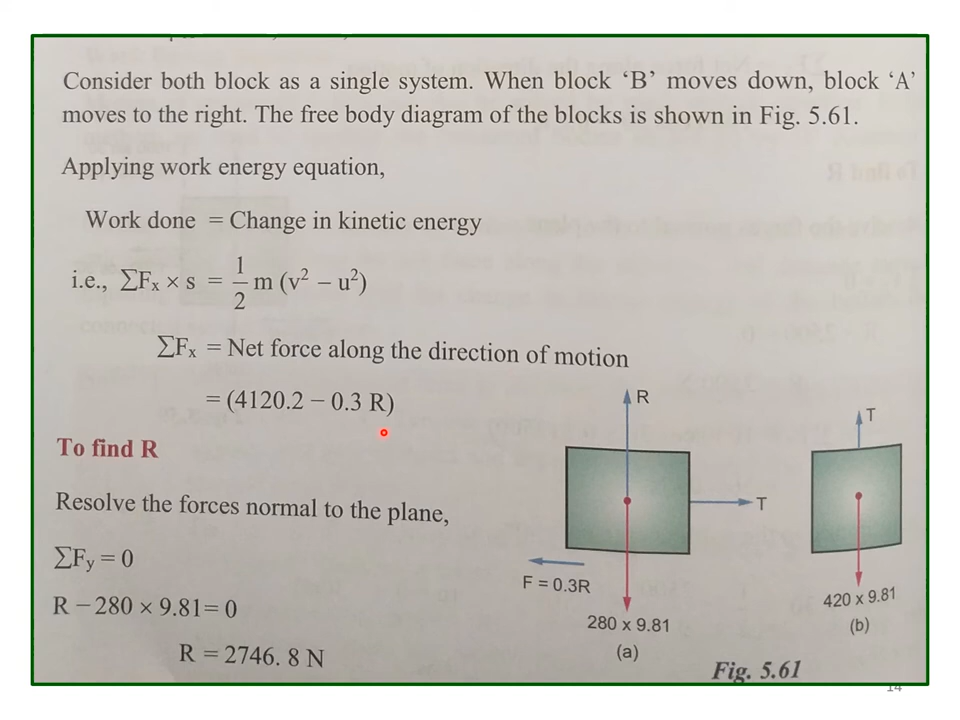 Consider both block as a single system. When block ‘B’ moves down, block ‘A’
moves to the right. The free body diagram of the blocks is shown in Fig. 5.61.
Applying work energy equation,
Work done = Change in kinetic energy
i.e., ∑Fₓ × s = 1/2 m (v² − u²)
∑Fₓ = Net force along the direction of motion
= (4120.2 − 0.3 R)
To find R
Resolve the forces normal to the plane,
∑Fy = 0
R − 280 × 9.81= 0
R = 2746. 8 N
R
T
F = 0.3R
280 x 9.81
(a)
T
420 x 9.81
(b)
Fig. 5.61
14